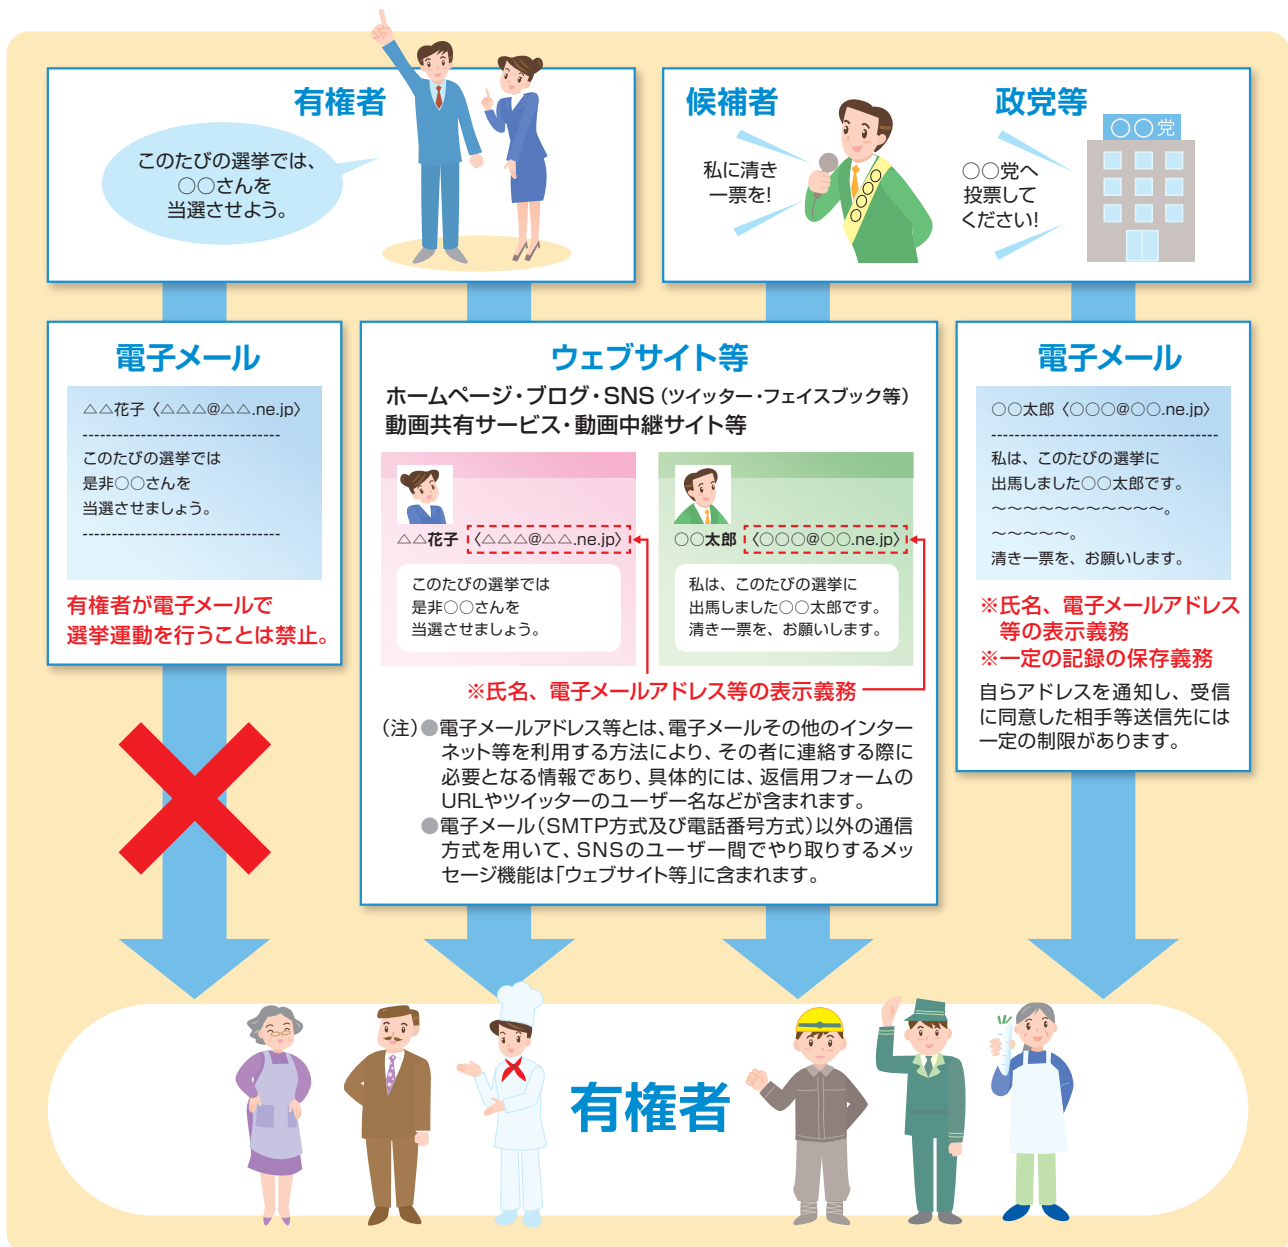 有権者
このたびの選挙では、
○○さんを
当選させよう。
候補者
私に清き
一票を!
政党等
○○党
○○党へ
投票して
ください!
電子メール
△△花子〈△△△@△△.ne.jp〉
----------------------------------
このたびの選挙では
是非○○さんを
当選させましょう。
----------------------------------
有権者が電子メールで
選挙運動を行うことは禁止。
ウェブサイト等
ホームページ・ブログ・SNS(ツイッター・フェイスブック等)
動画共有サービス・動画中継サイト等
△△花子〈△△△@△△.ne.jp〉
このたびの選挙では
是非○○さんを
当選させましょう。
○○太郎〈○○○@○○.ne.jp〉
私は、このたびの選挙に
出馬しました○○太郎です。
清き一票を、お願いします。
※氏名、電子メールアドレス等の表示義務
(注)●電子メールアドレス等とは、電子メールその他のインター
ネット等を利用する方法により、その者に連絡する際に
必要となる情報であり、具体的には、返信用フォームの
URLやツイッターのユーザー名などが含まれます。
●電子メール(SMTP方式及び電話番号方式)以外の通信
方式を用いて、SNSのユーザー間でやり取りするメッ
セージ機能は「ウェブサイト等」に含まれます。
電子メール
○○太郎〈○○○@○○.ne.jp〉
---------------------------------------
私は、このたびの選挙に
出馬しました○○太郎です。
〜〜〜〜〜〜〜〜〜〜〜。
〜〜〜〜〜。
清き一票を、お願いします。
※氏名、電子メールアドレス
等の表示義務
※一定の記録の保存義務
自らアドレスを通知し、受信
に同意した相手等送信先には
一定の制限があります。
有権者